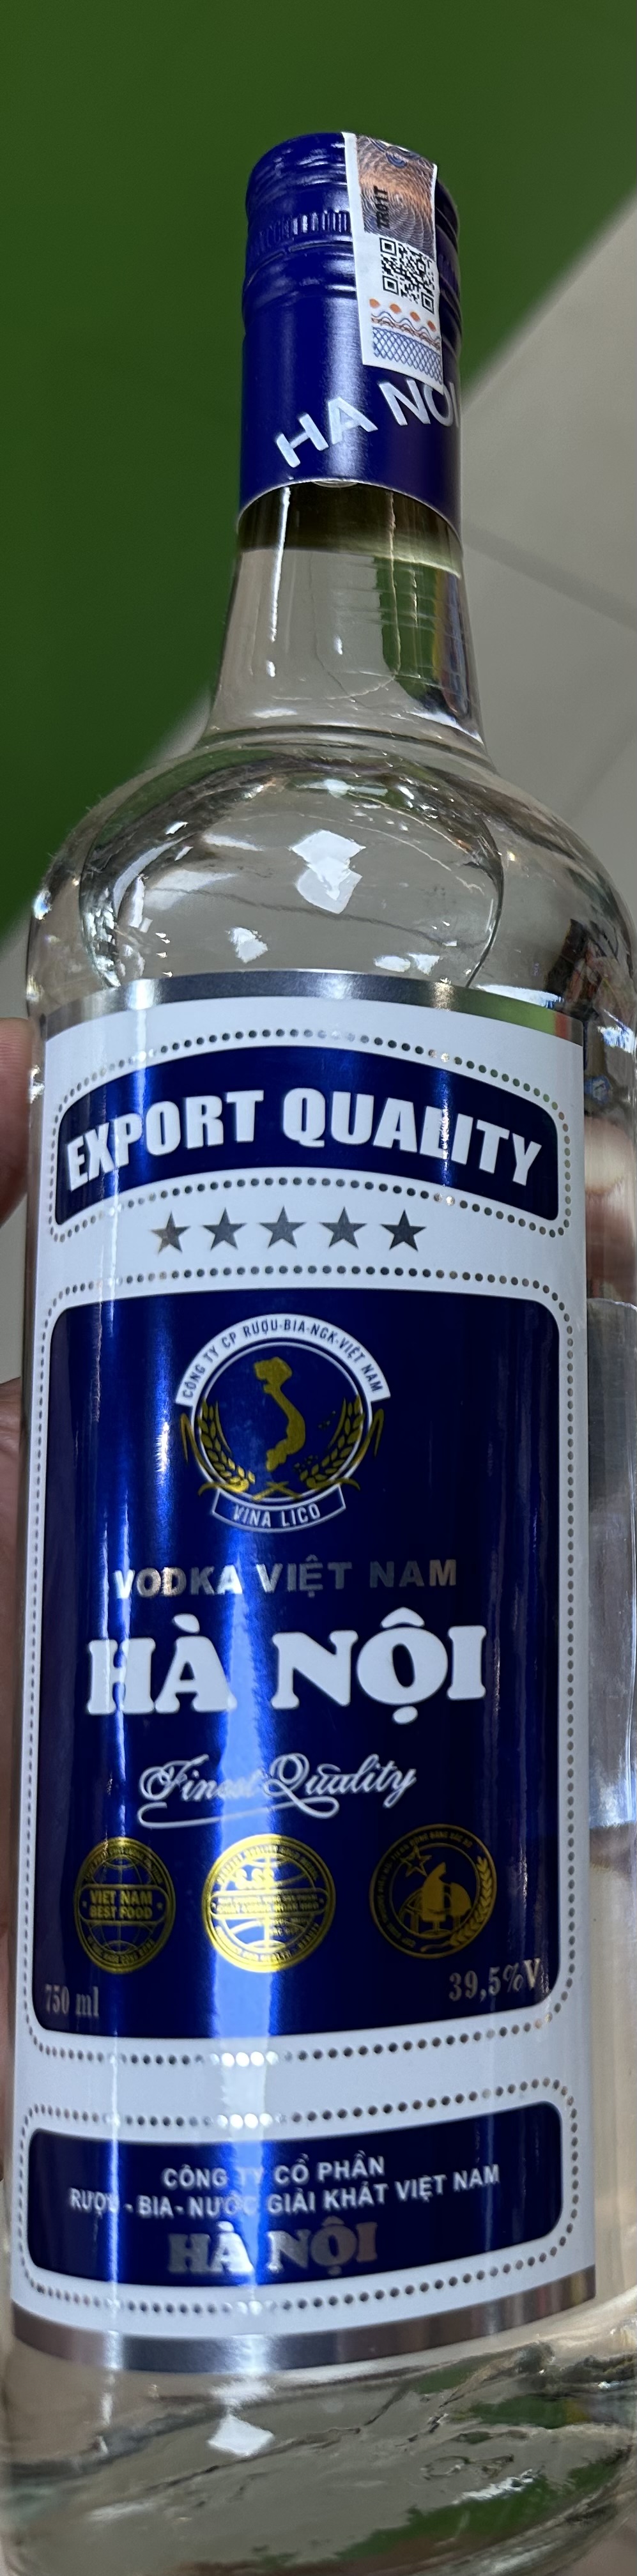 TR01T
HA NOI
EXPORT QUALITY
CÔNG TY CP RƯỢU-BIA-NGK-VIỆT NAM
VINA LICO
VODKA VIỆT NAM
HÀ NỘI
Finest Quality
VIET NAM
BEST FOOD
750 ml
39,5%V
CÔNG TY CỔ PHẦN
RƯỢU - BIA - NƯỚC GIẢI KHÁT VIỆT NAM
HÀ NỘI